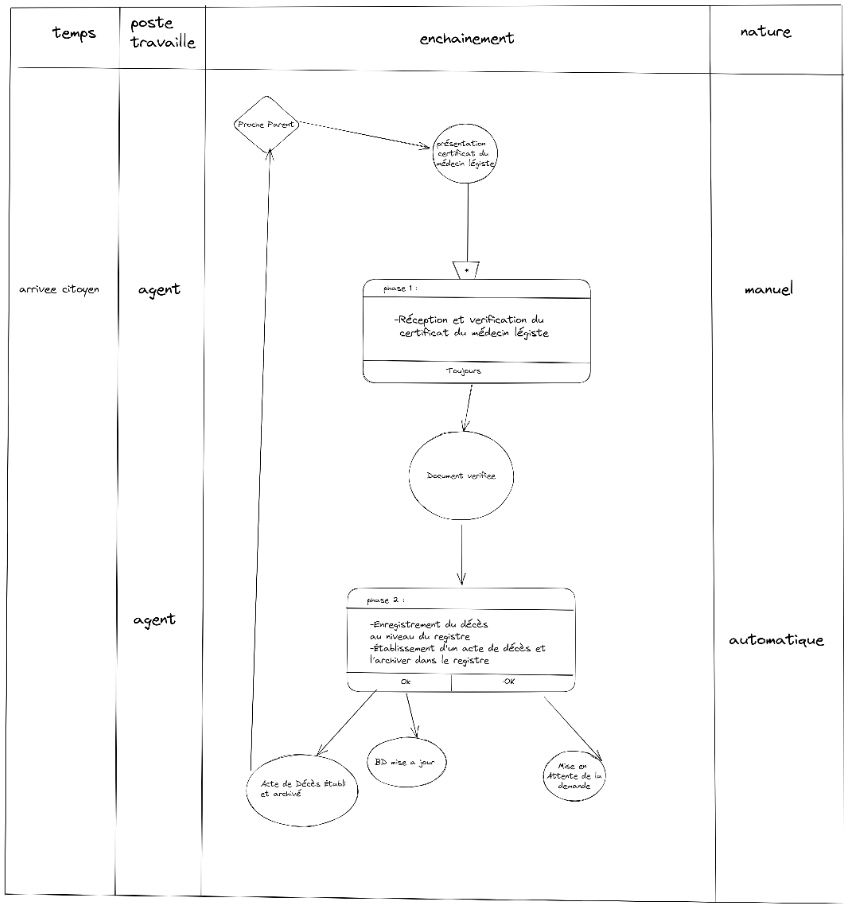 temps
poste
travaille
enchainement
nature
Proche Parent
présentation
certificat du
médecin légiste
*
arrivee citoyen
agent
phase 1 :
manuel
-Réception et verification du
certificat du médecin légiste
Toujours
Document verifiee
phase 2 :
agent
-Enregistrement du décès
au niveau du registre
-Établissement d'un acte de décès et
l'archiver dans le registre
automatique
Ok
OK
Acte de Décès Établi
et archivé
BD mise a jour
Mise en
Attente de la
demande